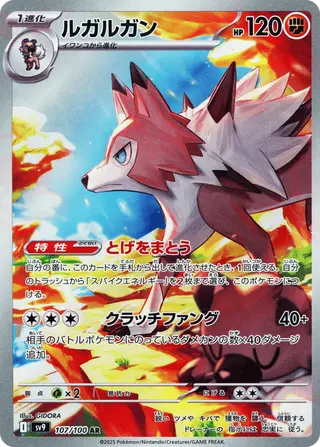 1進化
ルガルガン
HP 120
イワンコから進化
特性 とげをまとう
自分の番に、このカードを手札から出して進化させたとき、1回使える。自分
のトラッシュから「スパイクエネルギー」を2枚まで選び、このポケモンにつ
ける。
クラッチファング 40+
相手のバトルポケモンにのっているダメカンの数×40ダメージ
追加。
弱点 ×2 抵抗力 にげる
Illus. GIDORA
I sv9 107/100 AR
©2025 Pokémon/Nintendo/Creatures/GAME FREAK.